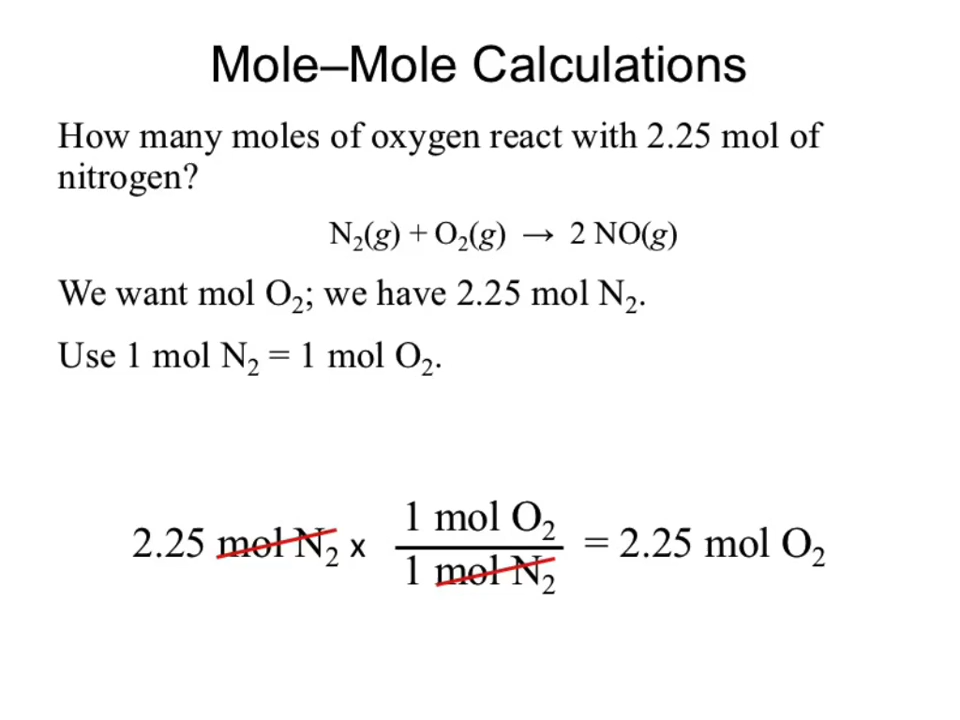 Mole–Mole Calculations
How many moles of oxygen react with 2.25 mol of
nitrogen?
N₂(g) + O₂(g) → 2 NO(g)
We want mol O₂; we have 2.25 mol N₂.
Use 1 mol N₂ = 1 mol O₂.
1 mol O₂
2.25 mol N₂ x = 2.25 mol O₂
1 mol N₂